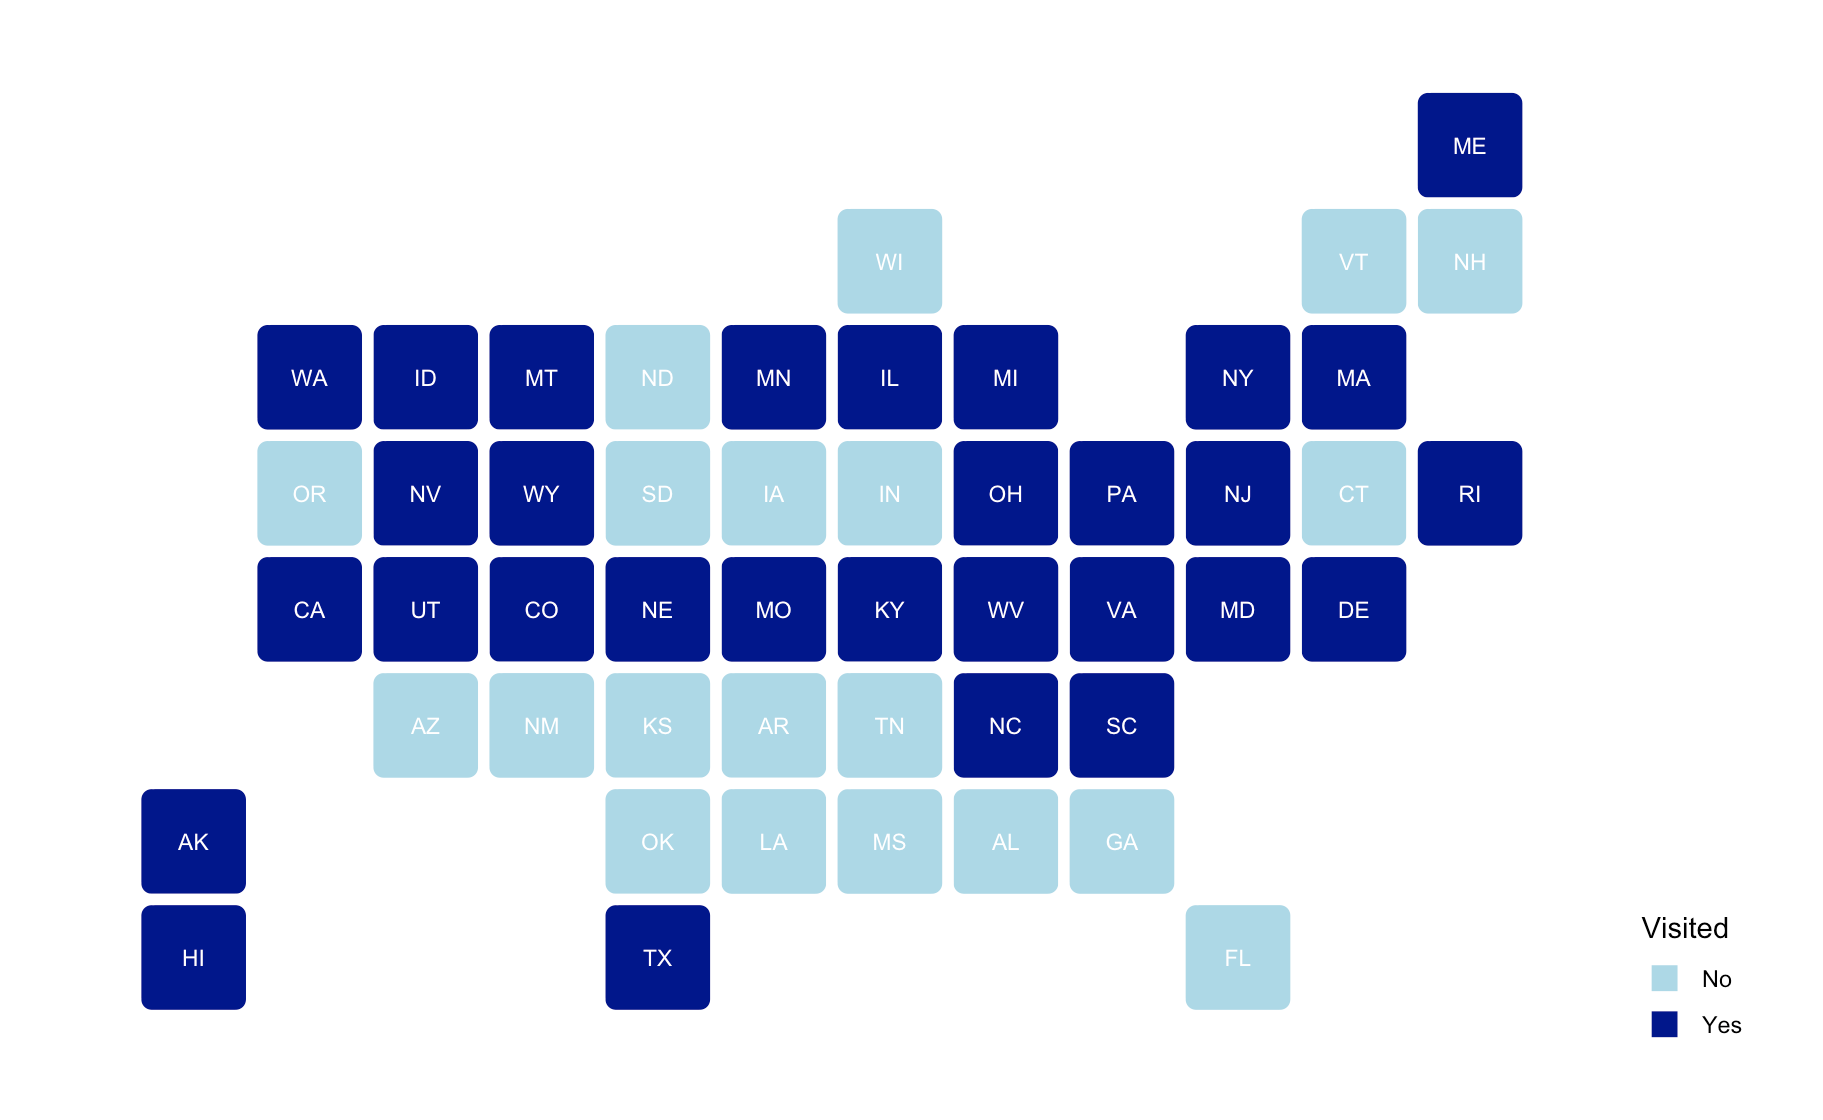 ME
WI VT NH
WA ID MT ND MN IL MI NY MA
OR NV WY SD IA IN OH PA NJ CT RI
CA UT CO NE MO KY WV VA MD DE
AZ NM KS AR TN NC SC
AK OK LA MS AL GA
HI TX FL
Visited
No
Yes